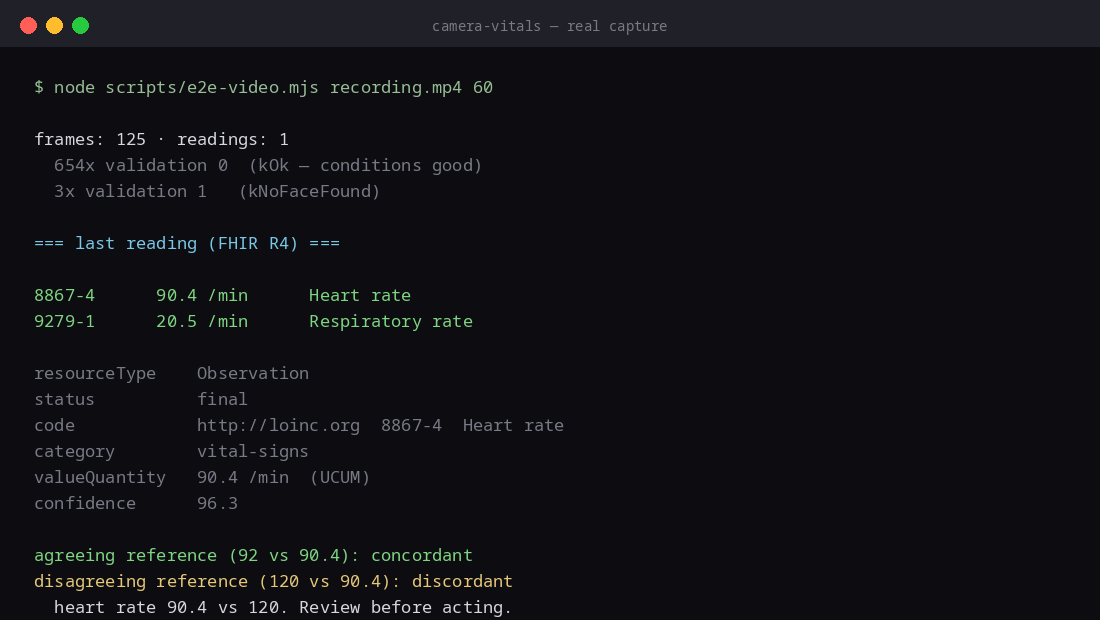 camera-vitals — real capture
$ node scripts/e2e-video.mjs recording.mp4 60
frames: 125 · readings: 1
654x validation 0  (kOk — conditions good)
3x validation 1   (kNoFaceFound)
=== last reading (FHIR R4) ===
8867-4      90.4 /min      Heart rate
9279-1      20.5 /min      Respiratory rate
resourceType    Observation
status          final
code            http://loinc.org  8867-4  Heart rate
category        vital-signs
valueQuantity   90.4 /min  (UCUM)
confidence      96.3
agreeing reference (92 vs 90.4): concordant
disagreeing reference (120 vs 90.4): discordant
heart rate 90.4 vs 120. Review before acting.